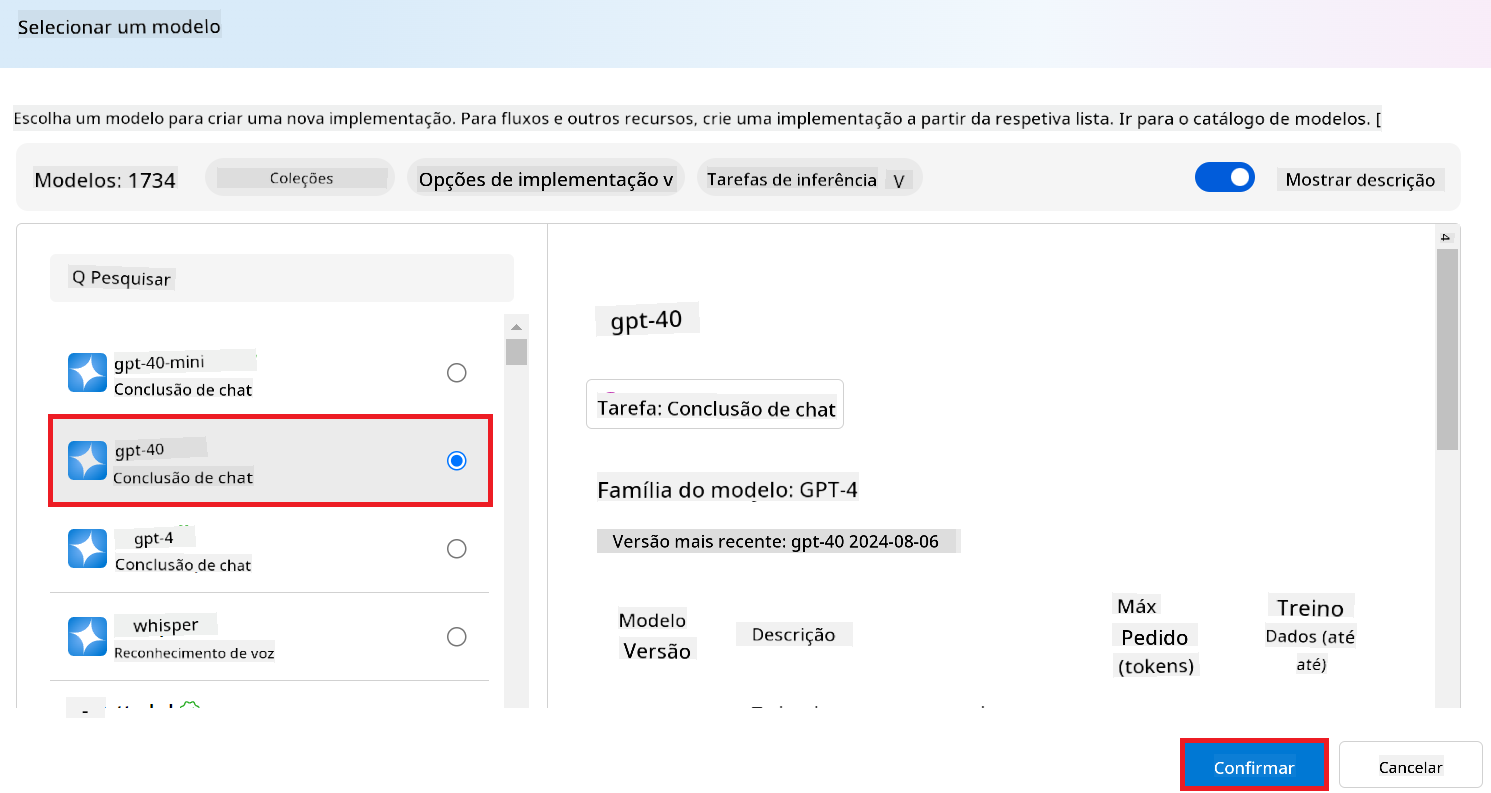 Selecionar um modelo
Escolha um modelo para criar uma nova implementação. Para fluxos e outros recursos, crie uma implementação a partir da respetiva lista. Ir para o catálogo de modelos. [
Modelos: 1734
Coleções
Opções de implementação v
Tarefas de inferência V
Mostrar descrição
Q Pesquisar
gpt-40-mini
Conclusão de chat
gpt-40
Conclusão de chat
gpt-4
Conclusão de chat
whisper
Reconhecimento de voz
4
gpt-40
Tarefa: Conclusão de chat
Família do modelo: GPT-4
Versão mais recente: gpt-40 2024-08-06
Modelo
Versão
Descrição
Máx
Pedido
(tokens)
Treino
Dados (até
até)
Confirmar
Cancelar